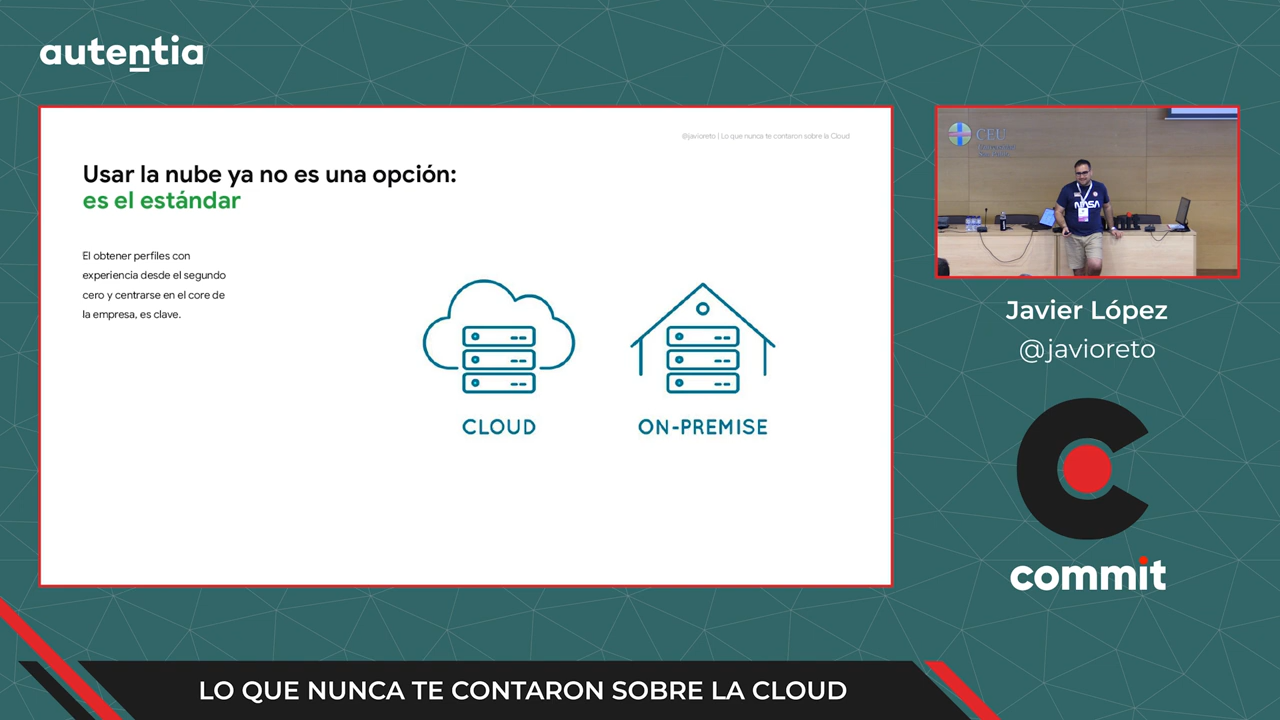 autentia
@javioreto | Lo que nunca te contaron sobre la Cloud
Usar la nube ya no es una opción:
es el estándar
El obtener perfiles con
experiencia desde el segundo
cero y centrarse en el core de
la empresa, es clave.
CLOUD
ON-PREMISE
CEU
NASA
Javier López
@javioreto
commit
LO QUE NUNCA TE CONTARON SOBRE LA CLOUD